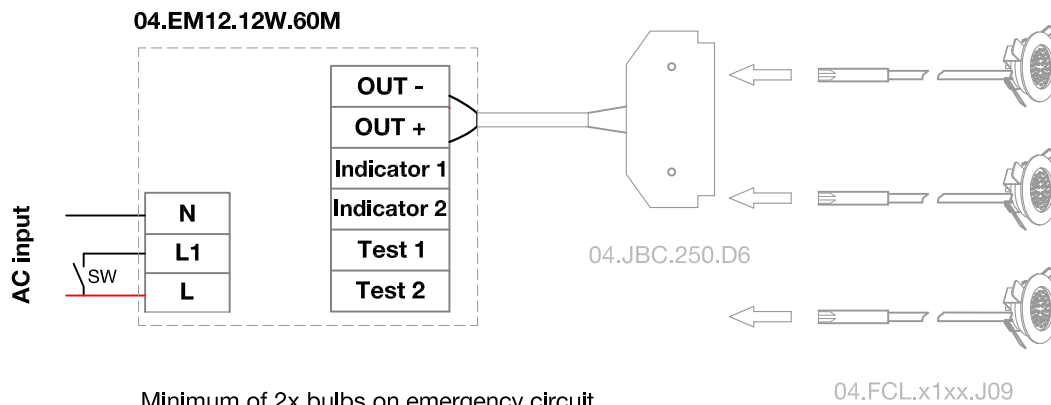 04.EM12.12W.60M
OUT -
OUT +
Indicator 1
Indicator 2
Test 1
Test 2
AC input
N
L1
L
SW
04.JBC.250.D6
04.FCL.x1xx.J09
Minimum of 2x bulbs on emergency circuit